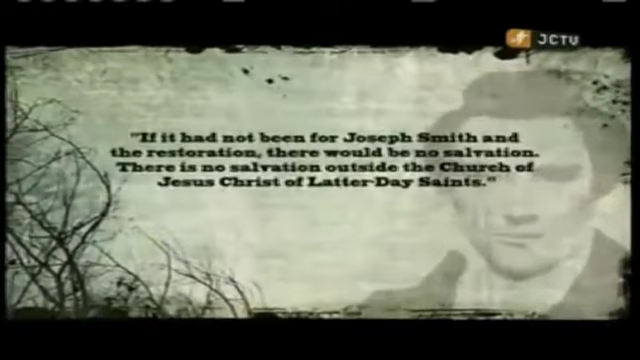 JCTV
"If it had not been for Joseph Smith and
the restoration, there would be no salvation.
There is no salvation outside the Church of
Jesus Christ of Latter-Day Saints."